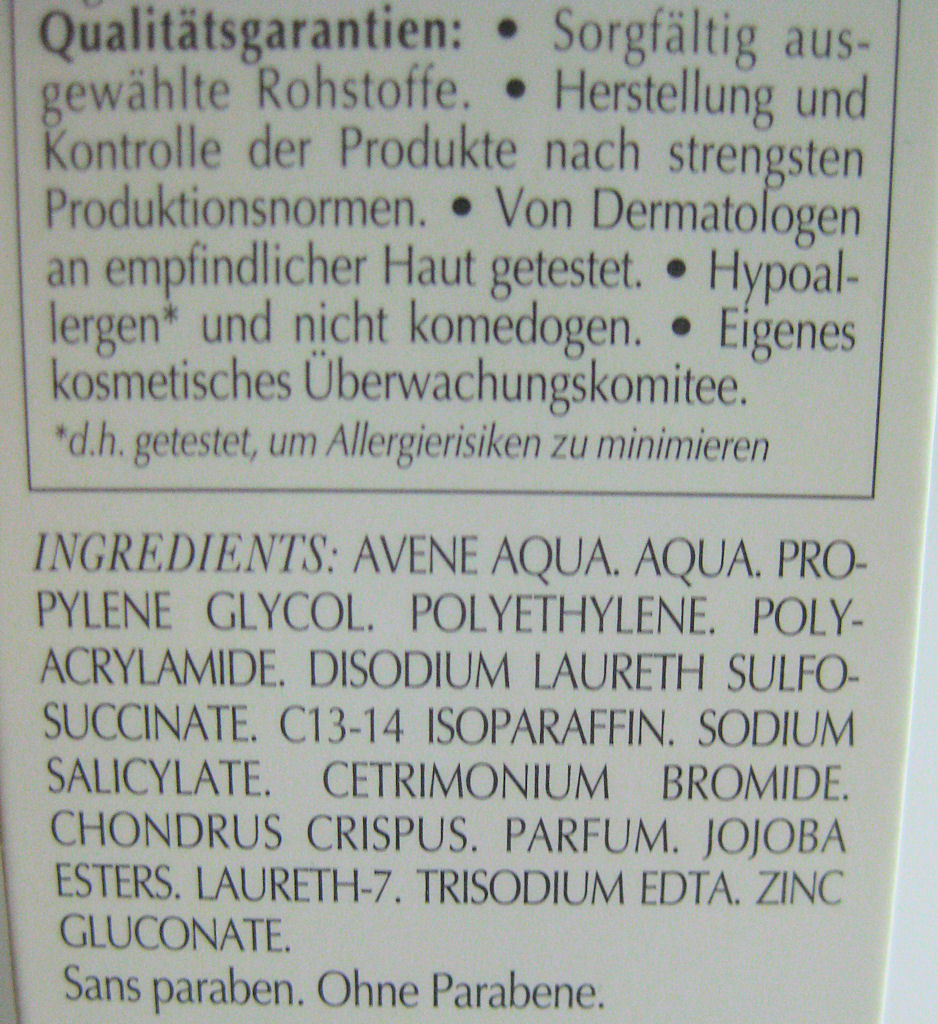 Qualitätsgarantien: • Sorgfältig aus-
gewählte Rohstoffe. • Herstellung und
Kontrolle der Produkte nach strengsten
Produktionsnormen. • Von Dermatologen
an empfindlicher Haut getestet. • Hypoal-
lergen* und nicht komedogen. • Eigenes
kosmetisches Überwachungskomitee.
*d.h. getestet, um Allergierisiken zu minimieren
INGREDIENTS: AVENE AQUA. AQUA. PRO-
PYLENE GLYCOL. POLYETHYLENE. POLY-
ACRYLAMIDE. DISODIUM LAURETH SULFO-
SUCCINATE. C13-14 ISOPARAFFIN. SODIUM
SALICYLATE. CETRIMONIUM BROMIDE.
CHONDRUS CRISPUS. PARFUM. JOJOBA
ESTERS. LAURETH-7. TRISODIUM EDTA. ZINC
GLUCONATE.
Sans paraben. Ohne Parabene.